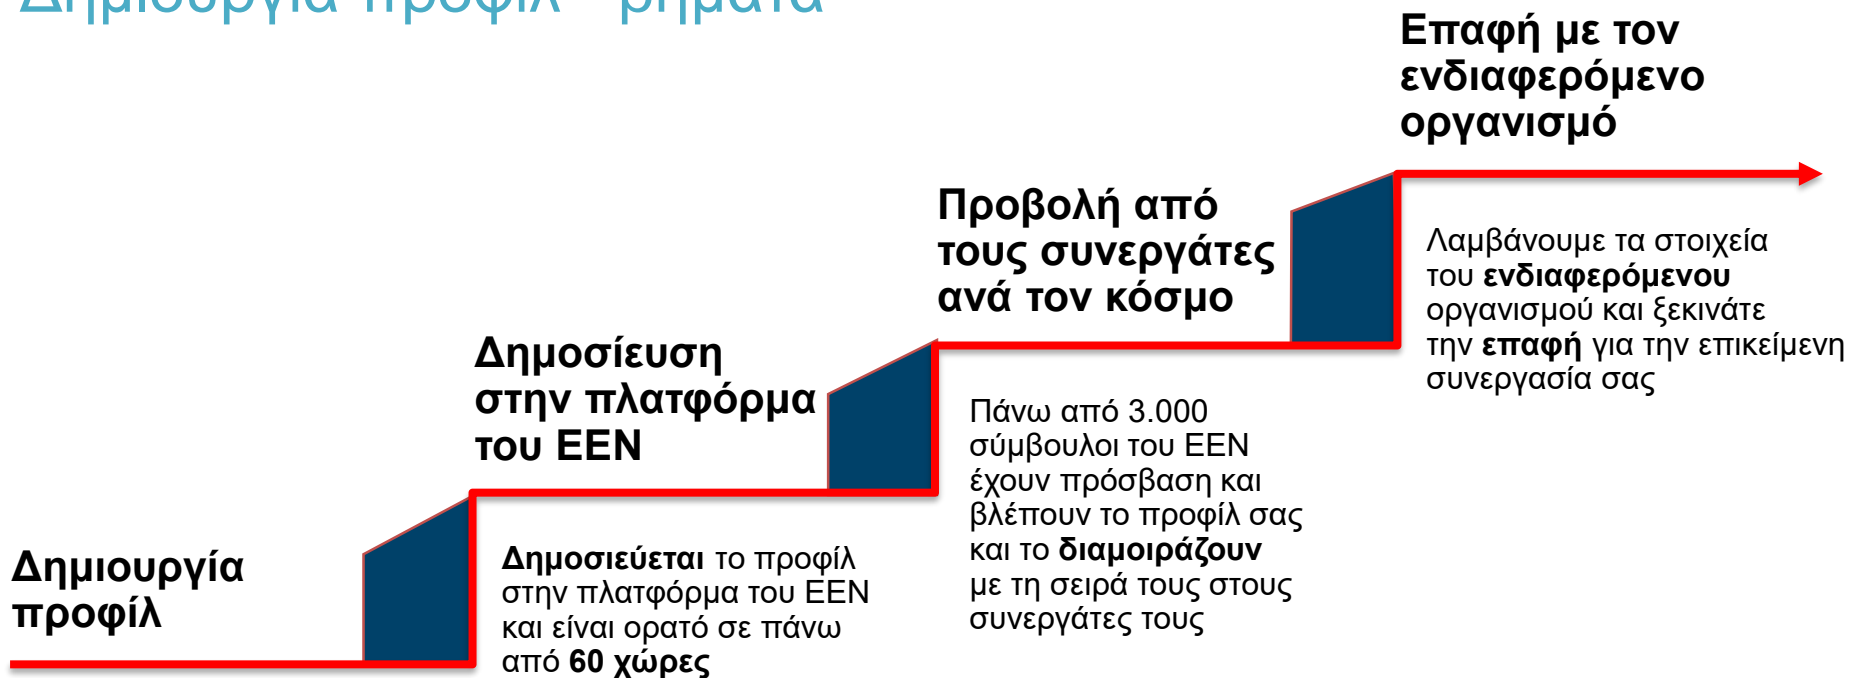 Δημιουργία προφίλ - ρήματα
Επαφή με τον
ενδιαφερόμενο
οργανισμό
Λαμβάνουμε τα στοιχεία
του ενδιαφερόμενου
οργανισμού και ξεκινάτε
την επαφή για την επικείμενη
συνεργασία σας
Προβολή από
τους συνεργάτες
ανά τον κόσμο
Πάνω από 3.000
σύμβουλοι του ΕΕΝ
έχουν πρόσβαση και
βλέπουν το προφίλ σας
και το διαμοιράζουν
με τη σειρά τους στους
συνεργάτες τους
Δημοσίευση
στην πλατφόρμα
του ΕΕΝ
Δημοσιεύεται το προφίλ
στην πλατφόρμα του ΕΕΝ
και είναι ορατό σε πάνω
από 60 χώρες
Δημιουργία
προφίλ